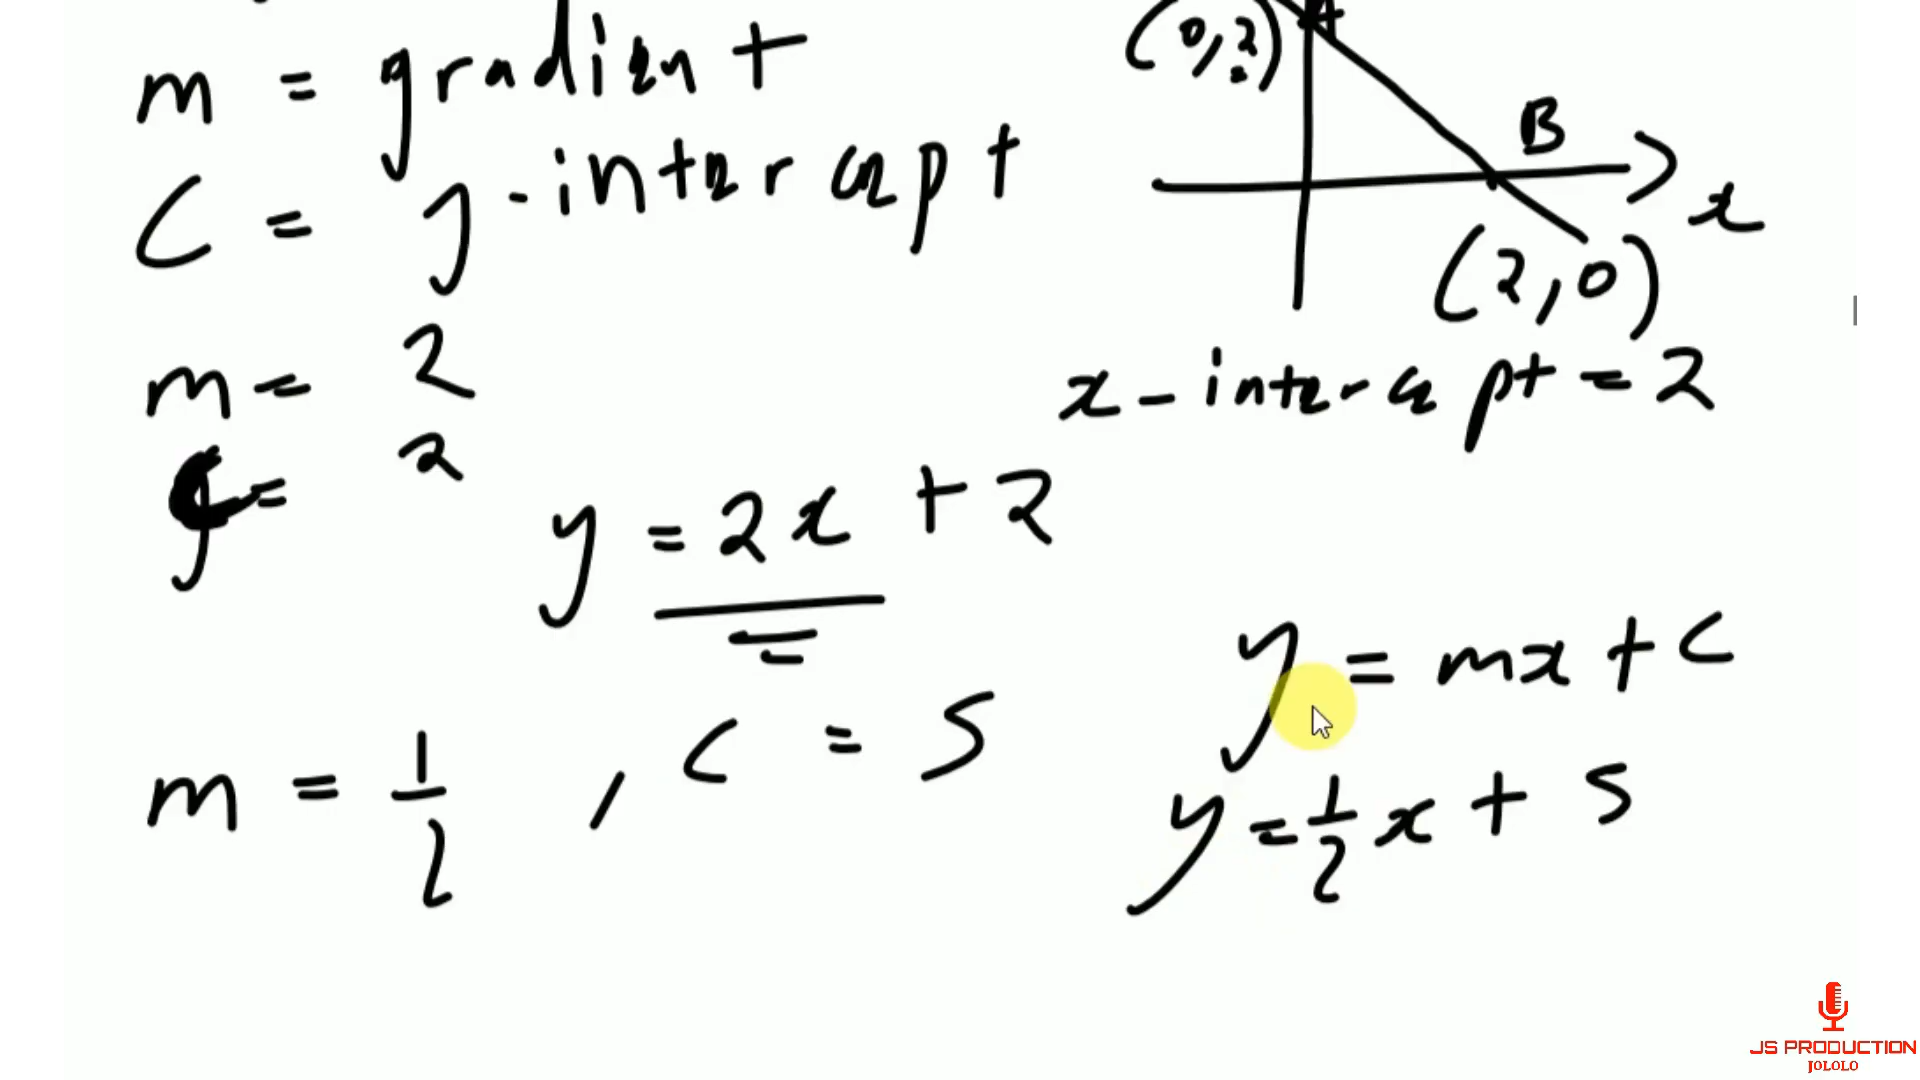 m = gradient
C = y-intercept
(0,2)
A
B
x
(2,0)
x-intercept = 2
m = 2
= 2
y = 2x + 2
y = mx + c
m = 1/2 , c = 5
y = 1/2 x + 5
JS PRODUCTION
JOLOLO